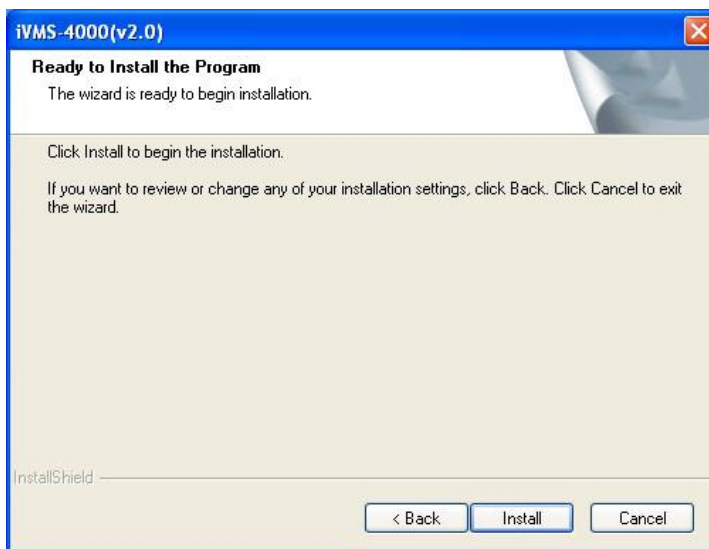 iVMS-4000(v2.0)
Ready to Install the Program
The wizard is ready to begin installation.
Click Install to begin the installation.
If you want to review or change any of your installation settings, click Back. Click Cancel to exit
the wizard.
InstallShield
< Back Install Cancel